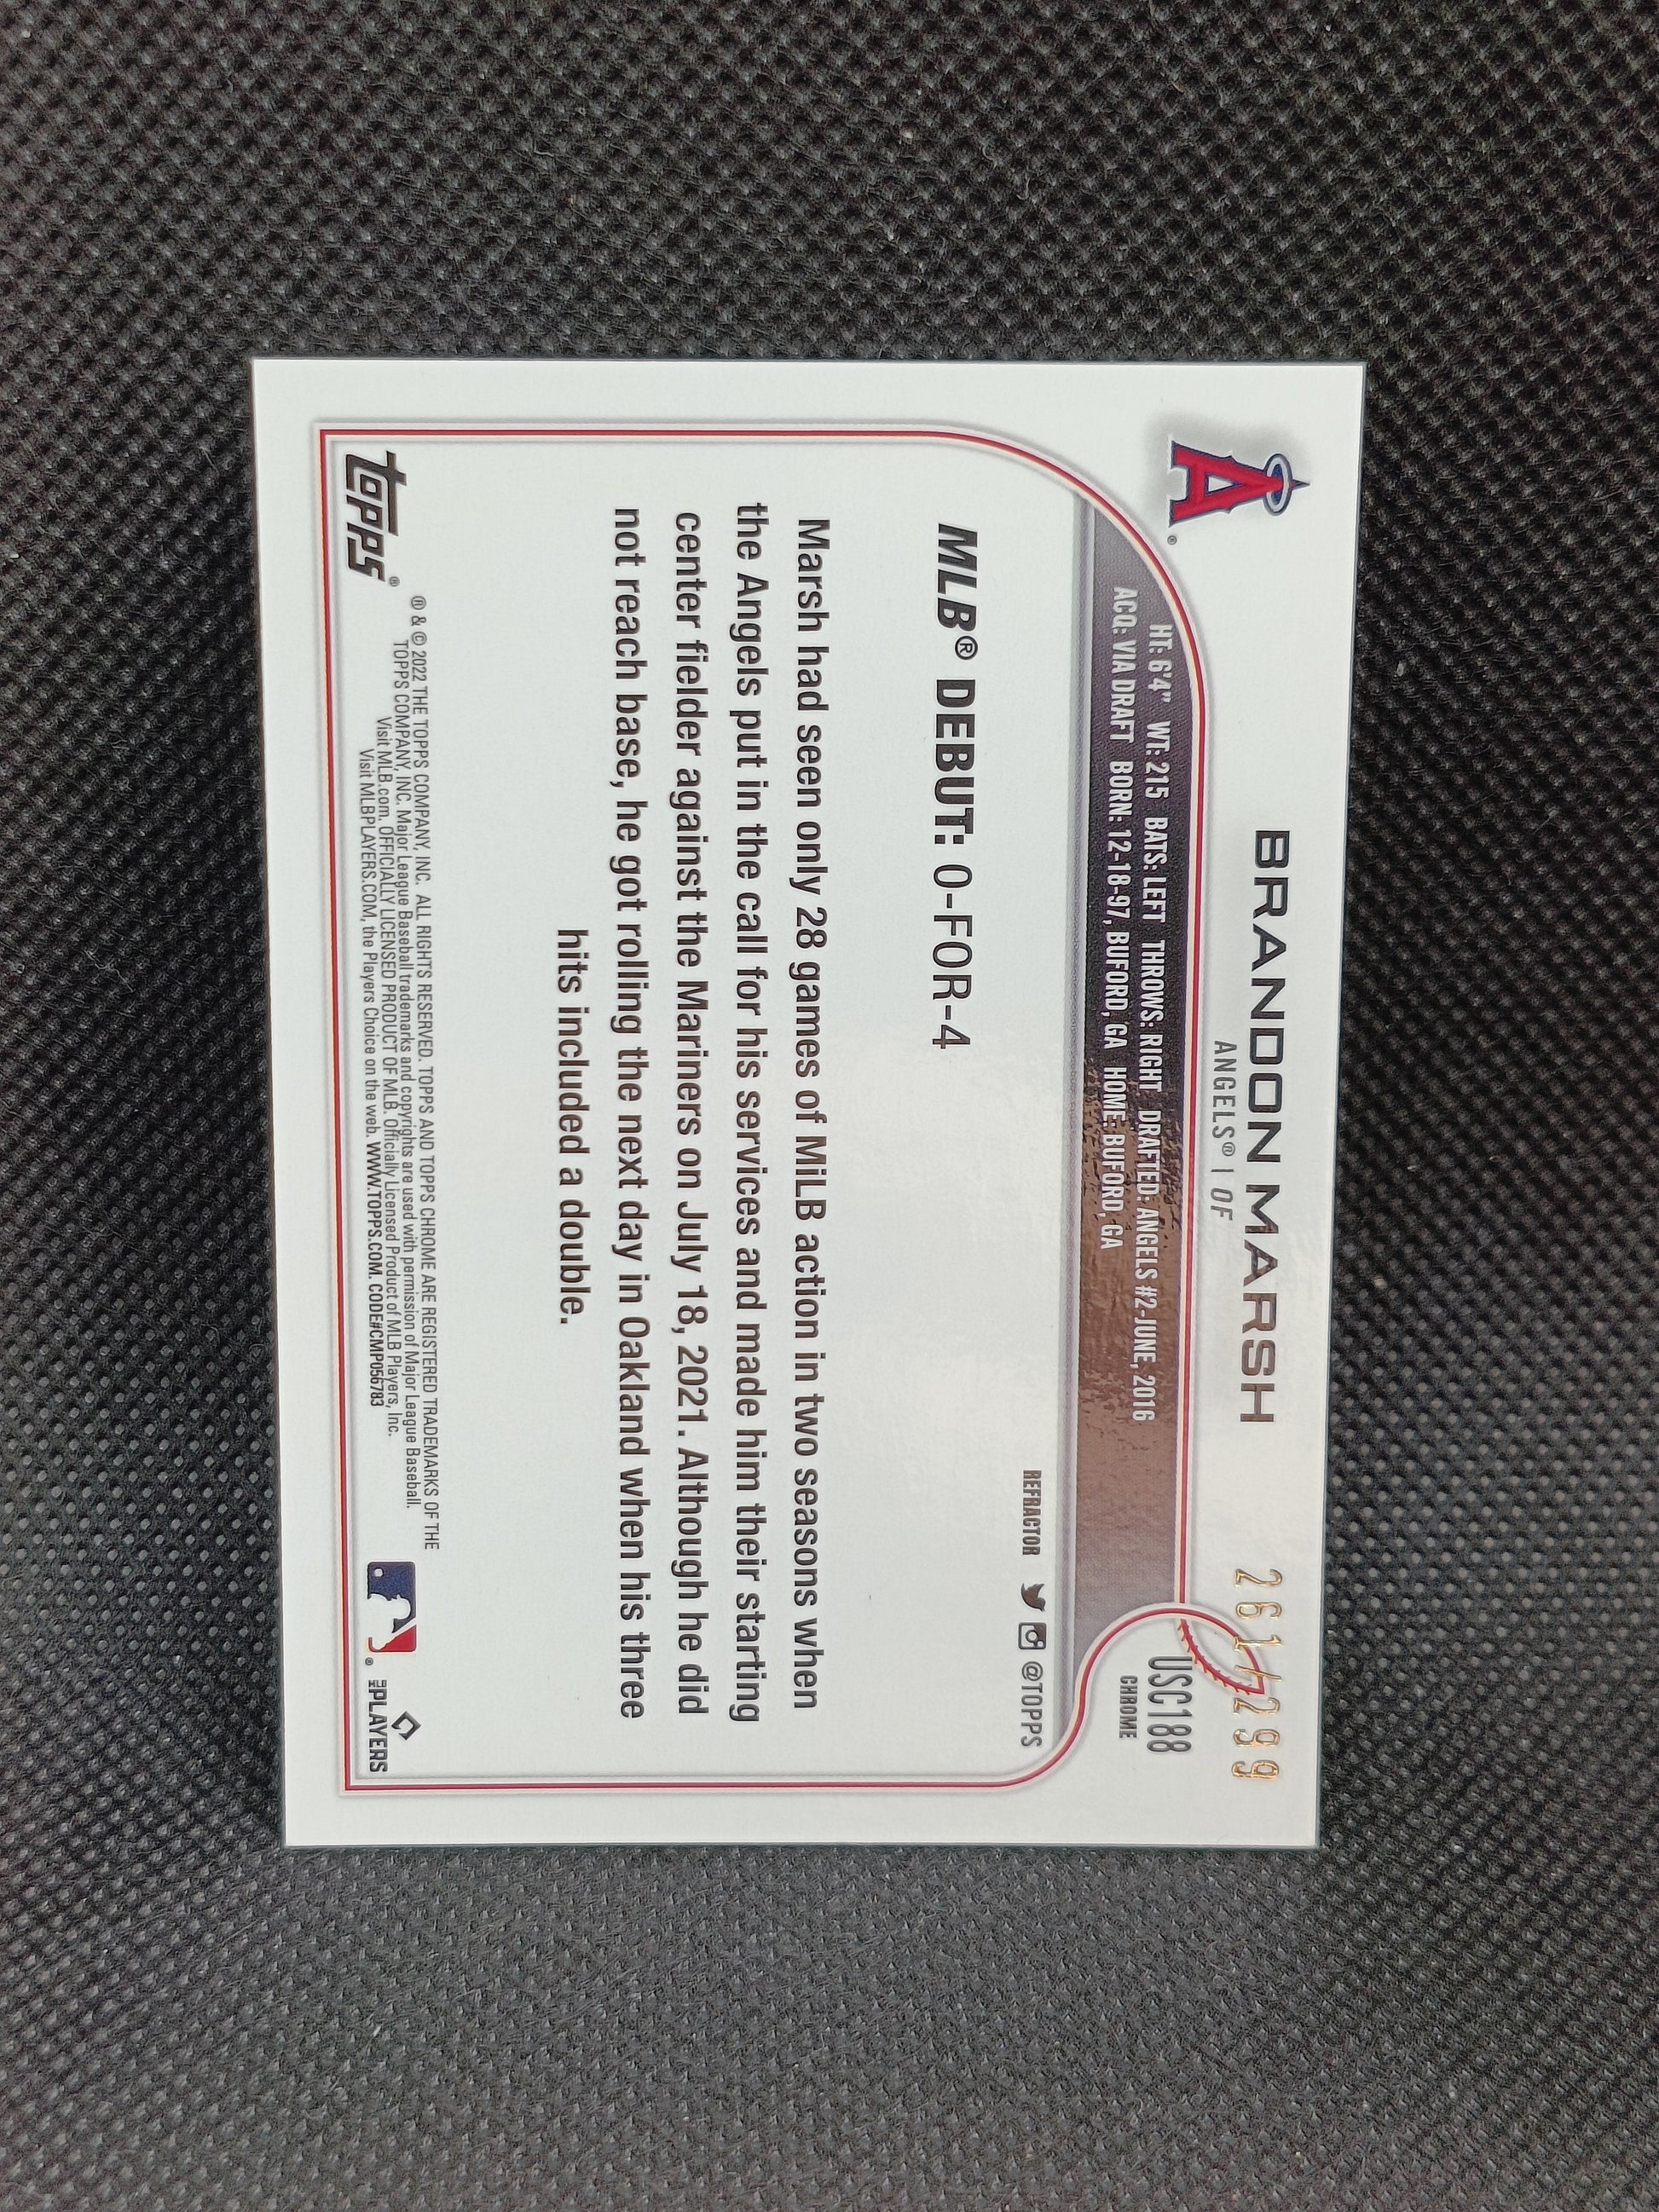 261/299
BRANDON MARSH
ANGELS® | OF
USC188
CHROME
HT: 6'4" WT: 215 BATS: LEFT THROWS: RIGHT DRAFTED: ANGELS #2-JUNE, 2016
ACQ: VIA DRAFT BORN: 12-18-97, BUFORD, GA HOME: BUFORD, GA
REFRACTOR @TOPPS
MLB® DEBUT: 0-FOR-4
Marsh had seen only 28 games of MiLB action in two seasons when
the Angels put in the call for his services and made him their starting
center fielder against the Mariners on July 18, 2021. Although he did
not reach base, he got rolling the next day in Oakland when his three
hits included a double.
topps®
® & © 2022 THE TOPPS COMPANY, INC. ALL RIGHTS RESERVED. TOPPS AND TOPPS CHROME ARE REGISTERED TRADEMARKS OF THE
TOPPS COMPANY, INC. Major League Baseball trademarks and copyrights are used with permission of Major League Baseball.
Visit MLB.com. OFFICIALLY LICENSED PRODUCT OF MLB. Officially Licensed Product of MLB Players, Inc.
Visit MLBPLAYERS.COM, the Players Choice on the web. WWW.TOPPS.COM. CODE#CMP056783
MLB PLAYERS